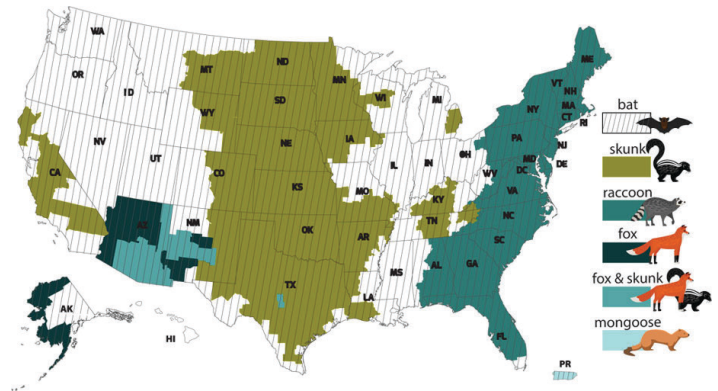 WA
OR
ID
MT
ND
MN
WI
MI
ME
VT
NH
MA
CT
RI
NY
PA
NJ
MD
DE
DC
WV
OH
IN
IL
IA
SD
WY
NE
NV
UT
CO
KS
MO
KY
VA
NC
TN
CA
AZ
NM
OK
AR
SC
GA
AL
MS
LA
TX
FL
AK
HI
PR
bat
skunk
raccoon
fox
fox & skunk
mongoose